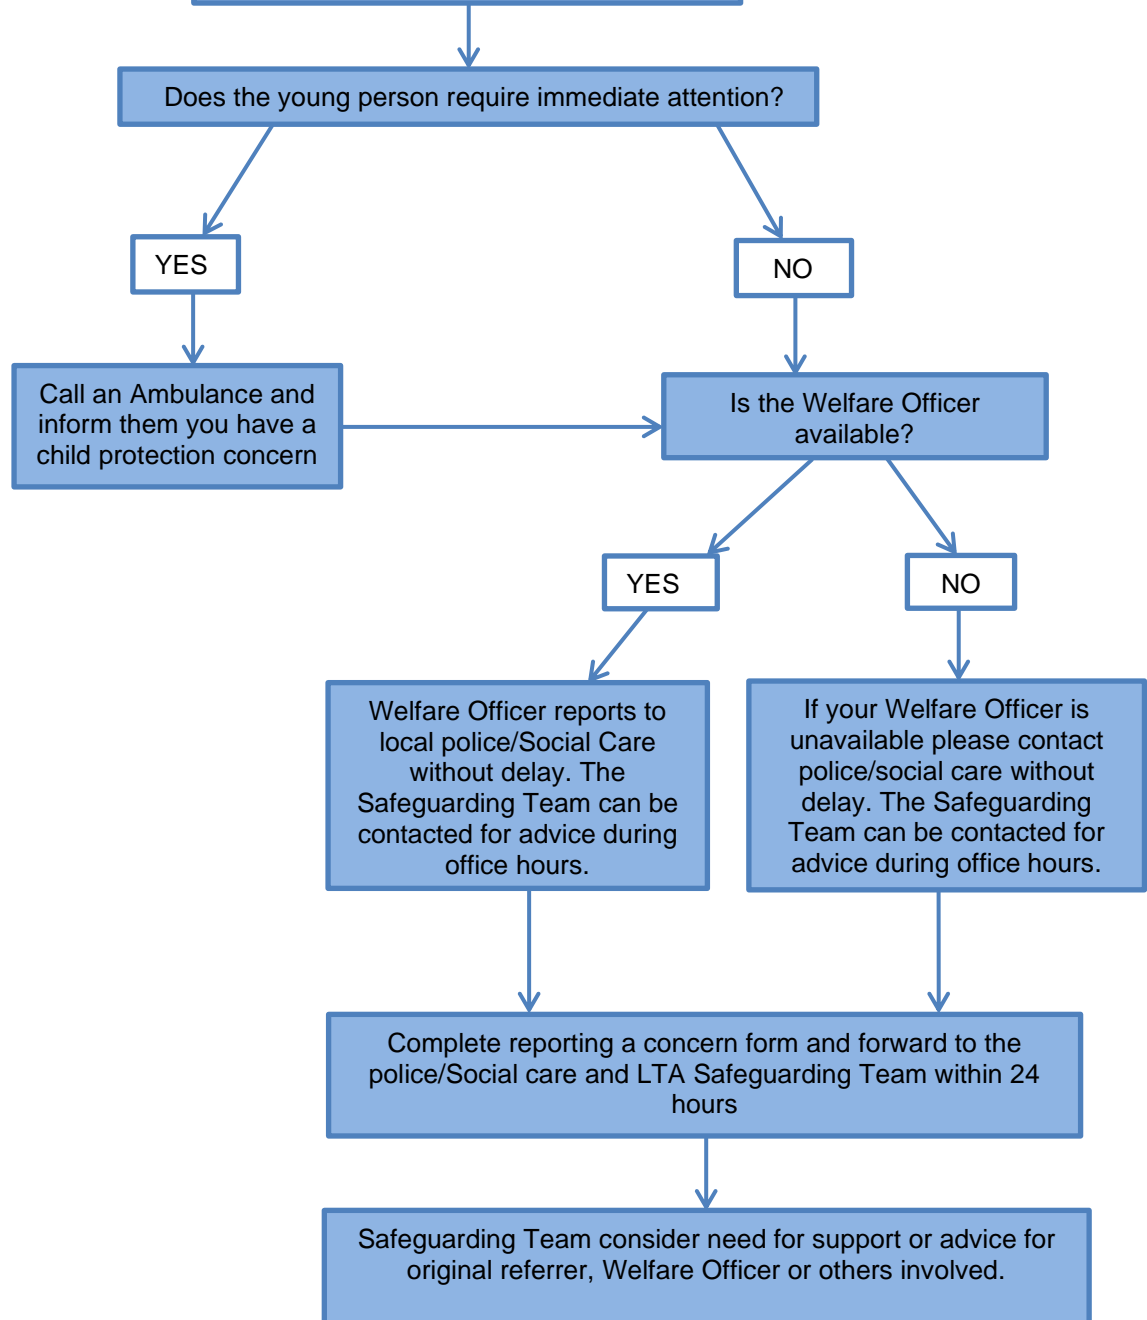 Does the young person require immediate attention?
YES
NO
Call an Ambulance and
inform them you have a
child protection concern
Is the Welfare Officer
available?
YES
NO
Welfare Officer reports to
local police/Social Care
without delay. The
Safeguarding Team can be
contacted for advice during
office hours.
If your Welfare Officer is
unavailable please contact
police/social care without
delay. The Safeguarding
Team can be contacted for
advice during office hours.
Complete reporting a concern form and forward to the
police/Social care and LTA Safeguarding Team within 24
hours
Safeguarding Team consider need for support or advice for
original referrer, Welfare Officer or others involved.